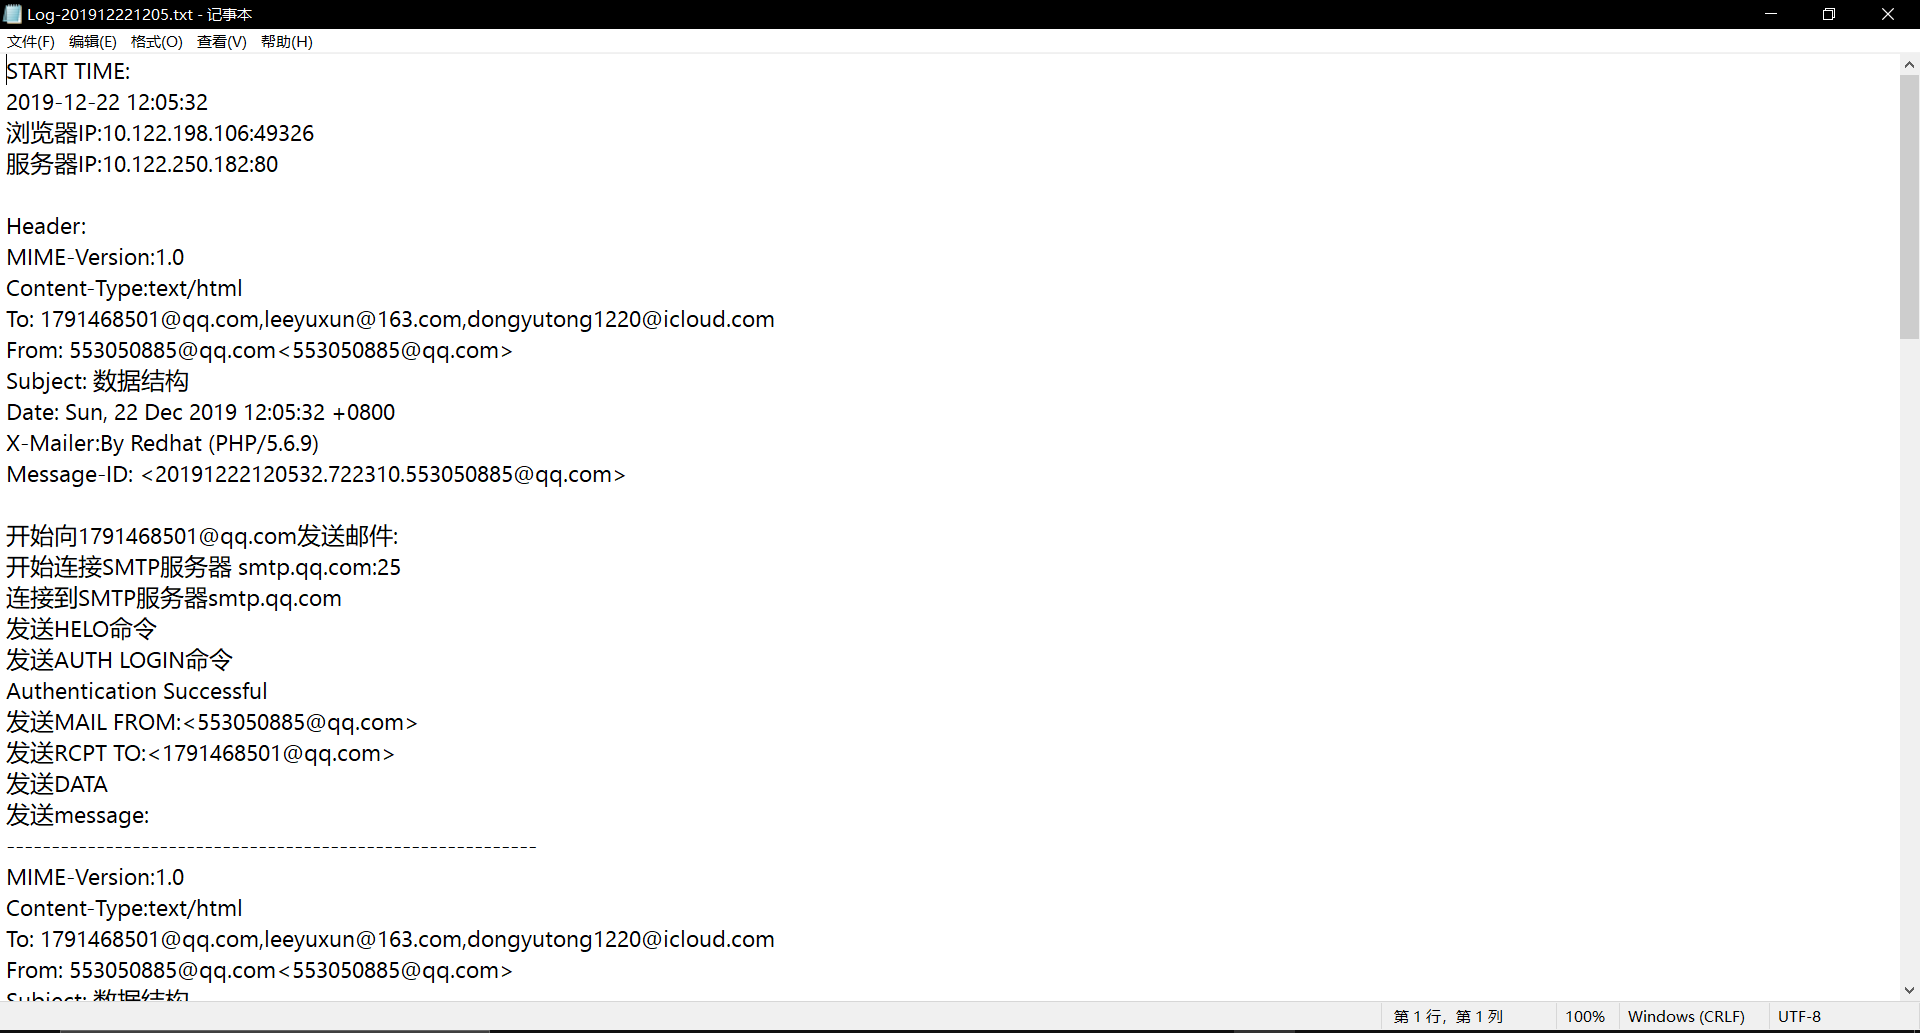 Log-201912221205.txt - 记事本
文件(F) 编辑(E) 格式(O) 查看(V) 帮助(H)
START TIME:
2019-12-22 12:05:32
浏览器IP:10.122.198.106:49326
服务器IP:10.122.250.182:80
Header:
MIME-Version:1.0
Content-Type:text/html
To: 1791468501@qq.com,leeyuxun@163.com,dongyutong1220@icloud.com
From: 553050885@qq.com<553050885@qq.com>
Subject: 数据结构
Date: Sun, 22 Dec 2019 12:05:32 +0800
X-Mailer:By Redhat (PHP/5.6.9)
Message-ID: <20191222120532.722310.553050885@qq.com>
开始向1791468501@qq.com发送邮件:
开始连接SMTP服务器 smtp.qq.com:25
连接到SMTP服务器smtp.qq.com
发送HELO命令
发送AUTH LOGIN命令
Authentication Successful
发送MAIL FROM:<553050885@qq.com>
发送RCPT TO:<1791468501@qq.com>
发送DATA
发送message:
-----------------------------------------------------------
MIME-Version:1.0
Content-Type:text/html
To: 1791468501@qq.com,leeyuxun@163.com,dongyutong1220@icloud.com
From: 553050885@qq.com<553050885@qq.com>
Subject: 数据结构
第 1 行，第 1 列 100% Windows (CRLF) UTF-8